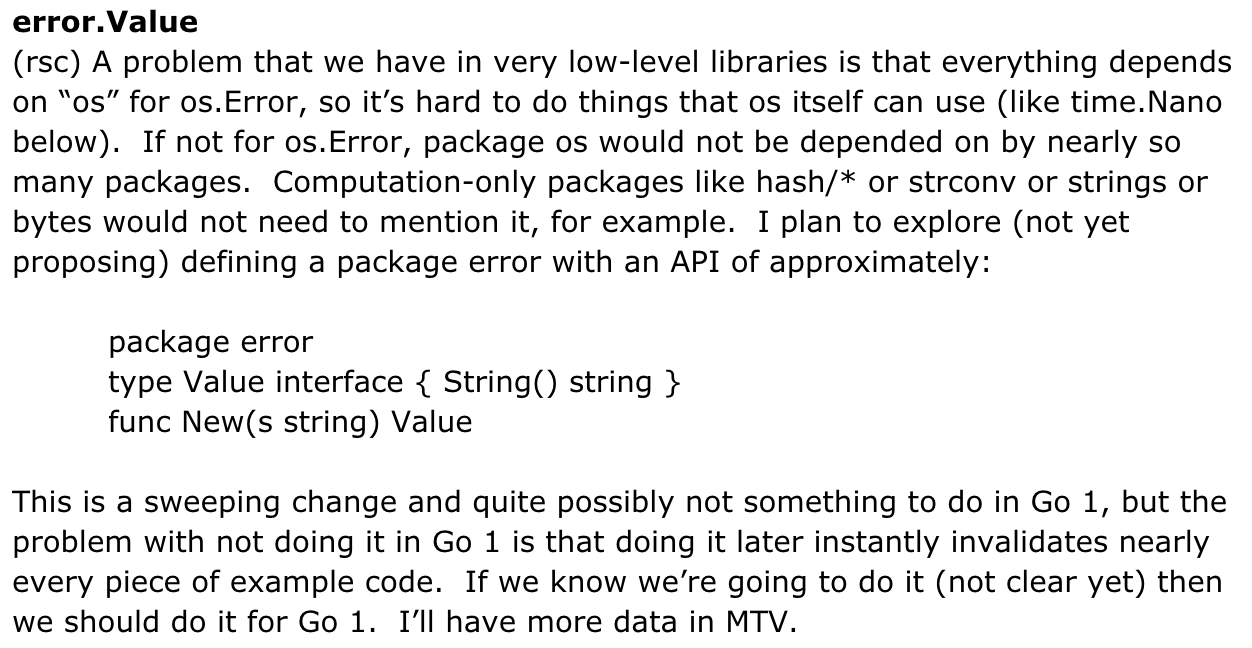 error.Value
(rsc) A problem that we have in very low-level libraries is that everything depends
on “os” for os.Error, so it’s hard to do things that os itself can use (like time.Nano
below).  If not for os.Error, package os would not be depended on by nearly so
many packages.  Computation-only packages like hash/* or strconv or strings or
bytes would not need to mention it, for example.  I plan to explore (not yet
proposing) defining a package error with an API of approximately:

package error
type Value interface { String() string }
func New(s string) Value

This is a sweeping change and quite possibly not something to do in Go 1, but the
problem with not doing it in Go 1 is that doing it later instantly invalidates nearly
every piece of example code.  If we know we’re going to do it (not clear yet) then
we should do it for Go 1.  I’ll have more data in MTV.